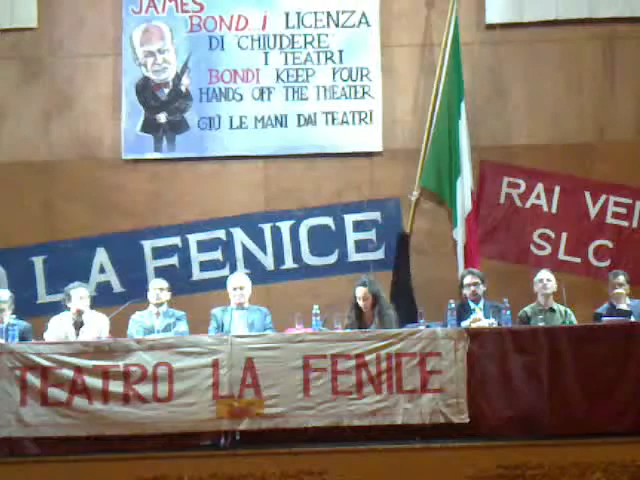 JAMES
BOND I LICENZA
DI CHIUDERE
I TEATRI
BONDI KEEP YOUR
HANDS OFF THE THEATER
GIÙ LE MANI DAI TEATRI
LA FENICE
RAI
SLC
TEATRO LA FENICE